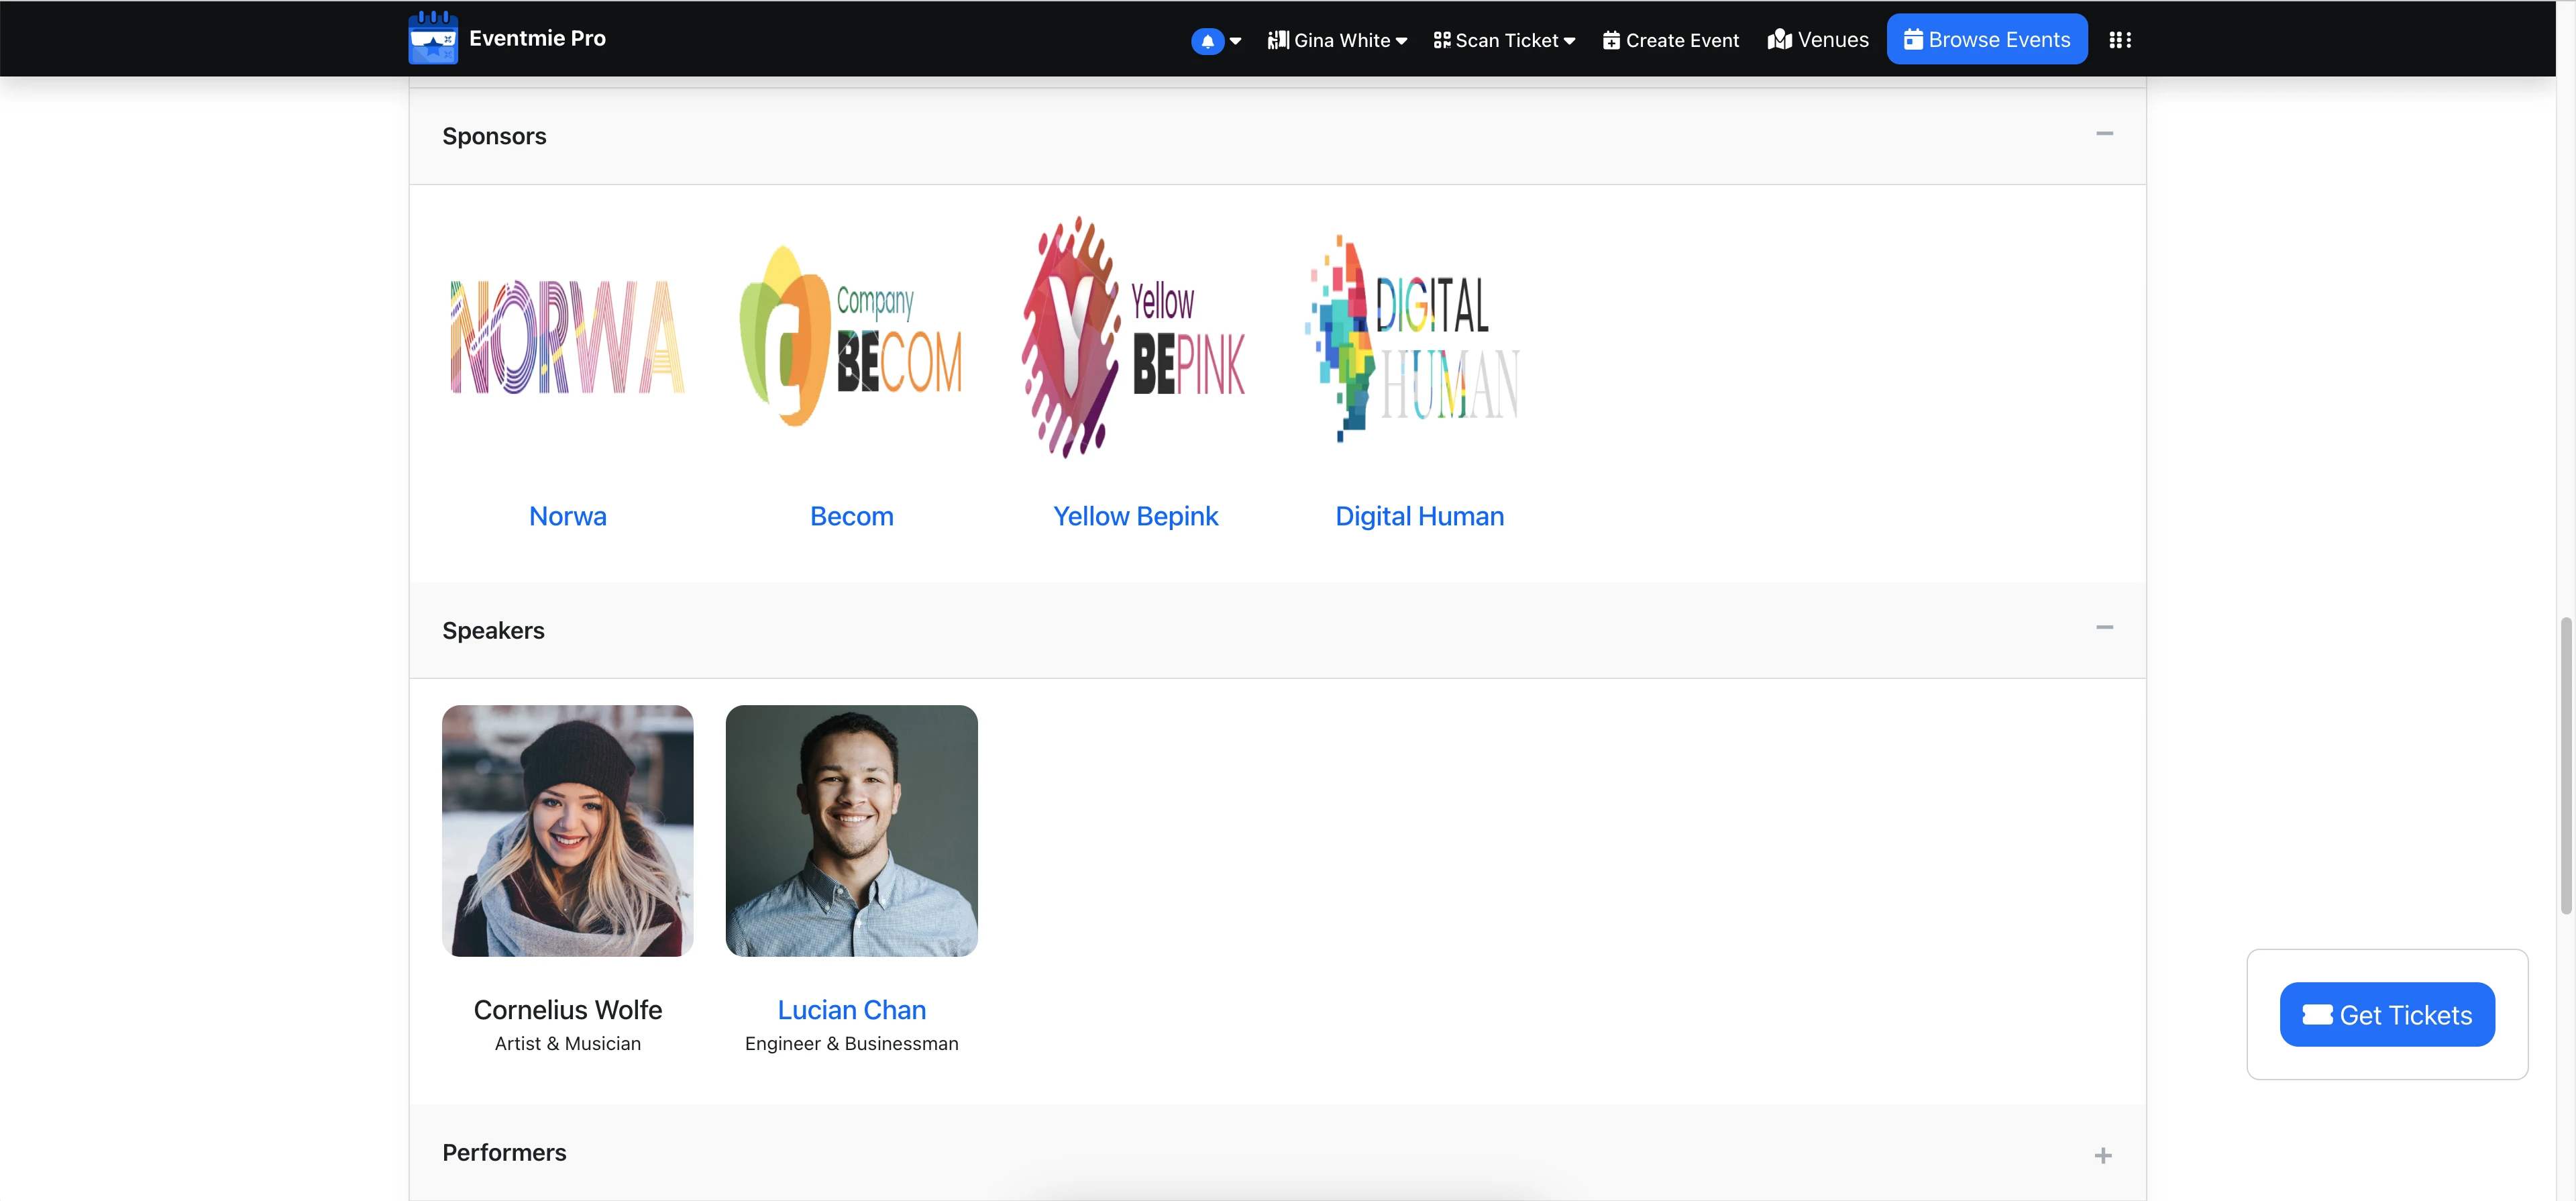 Eventmie Pro
Gina White
Scan Ticket
Create Event
Venues
Browse Events
Sponsors
NORWA
Company
BECOM
Yellow
BEPINK
DIGITAL
HUMAN
Norwa
Becom
Yellow Bepink
Digital Human
Speakers
Cornelius Wolfe
Artist & Musician
Lucian Chan
Engineer & Businessman
Get Tickets
Performers